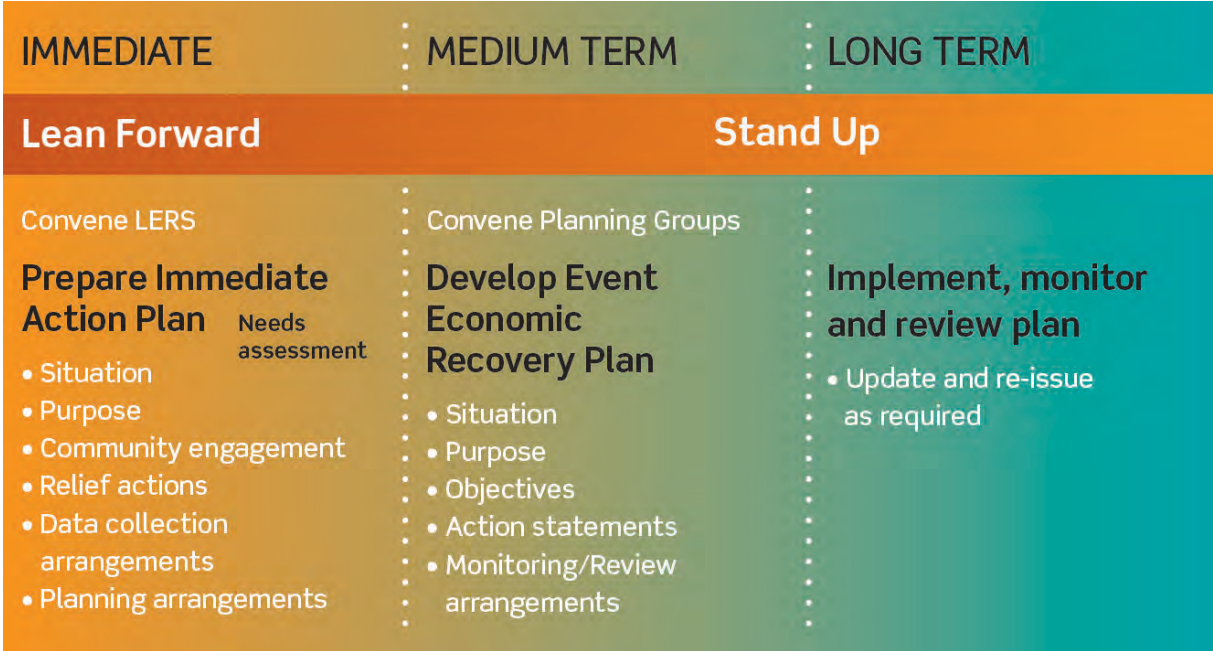 IMMEDIATE
MEDIUM TERM
LONG TERM
Lean Forward
Stand Up
Convene LERS
Prepare Immediate
Action Plan
Needs
assessment
• Situation
• Purpose
• Community engagement
• Relief actions
• Data collection
arrangements
• Planning arrangements
Convene Planning Groups
Develop Event
Economic
Recovery Plan
• Situation
• Purpose
• Objectives
• Action statements
• Monitoring/Review
arrangements
Implement, monitor
and review plan
• Update and re-issue
as required